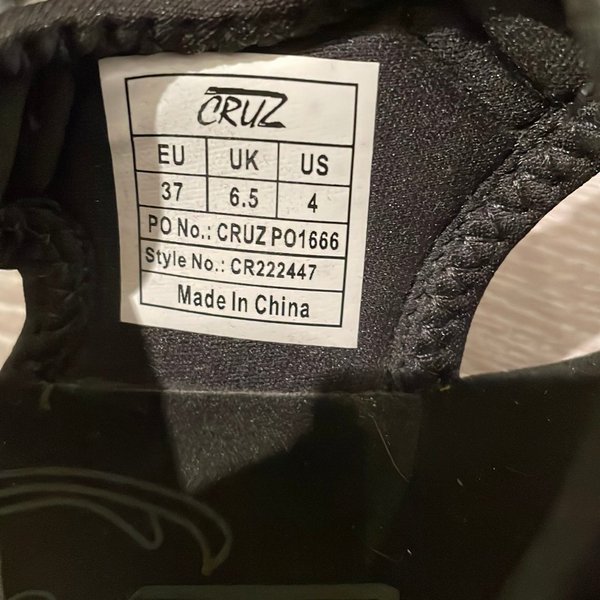 CRUZ
EU UK US
37 6.5 4
PO No.: CRUZ PO1666
Style No.: CR222447
Made In China